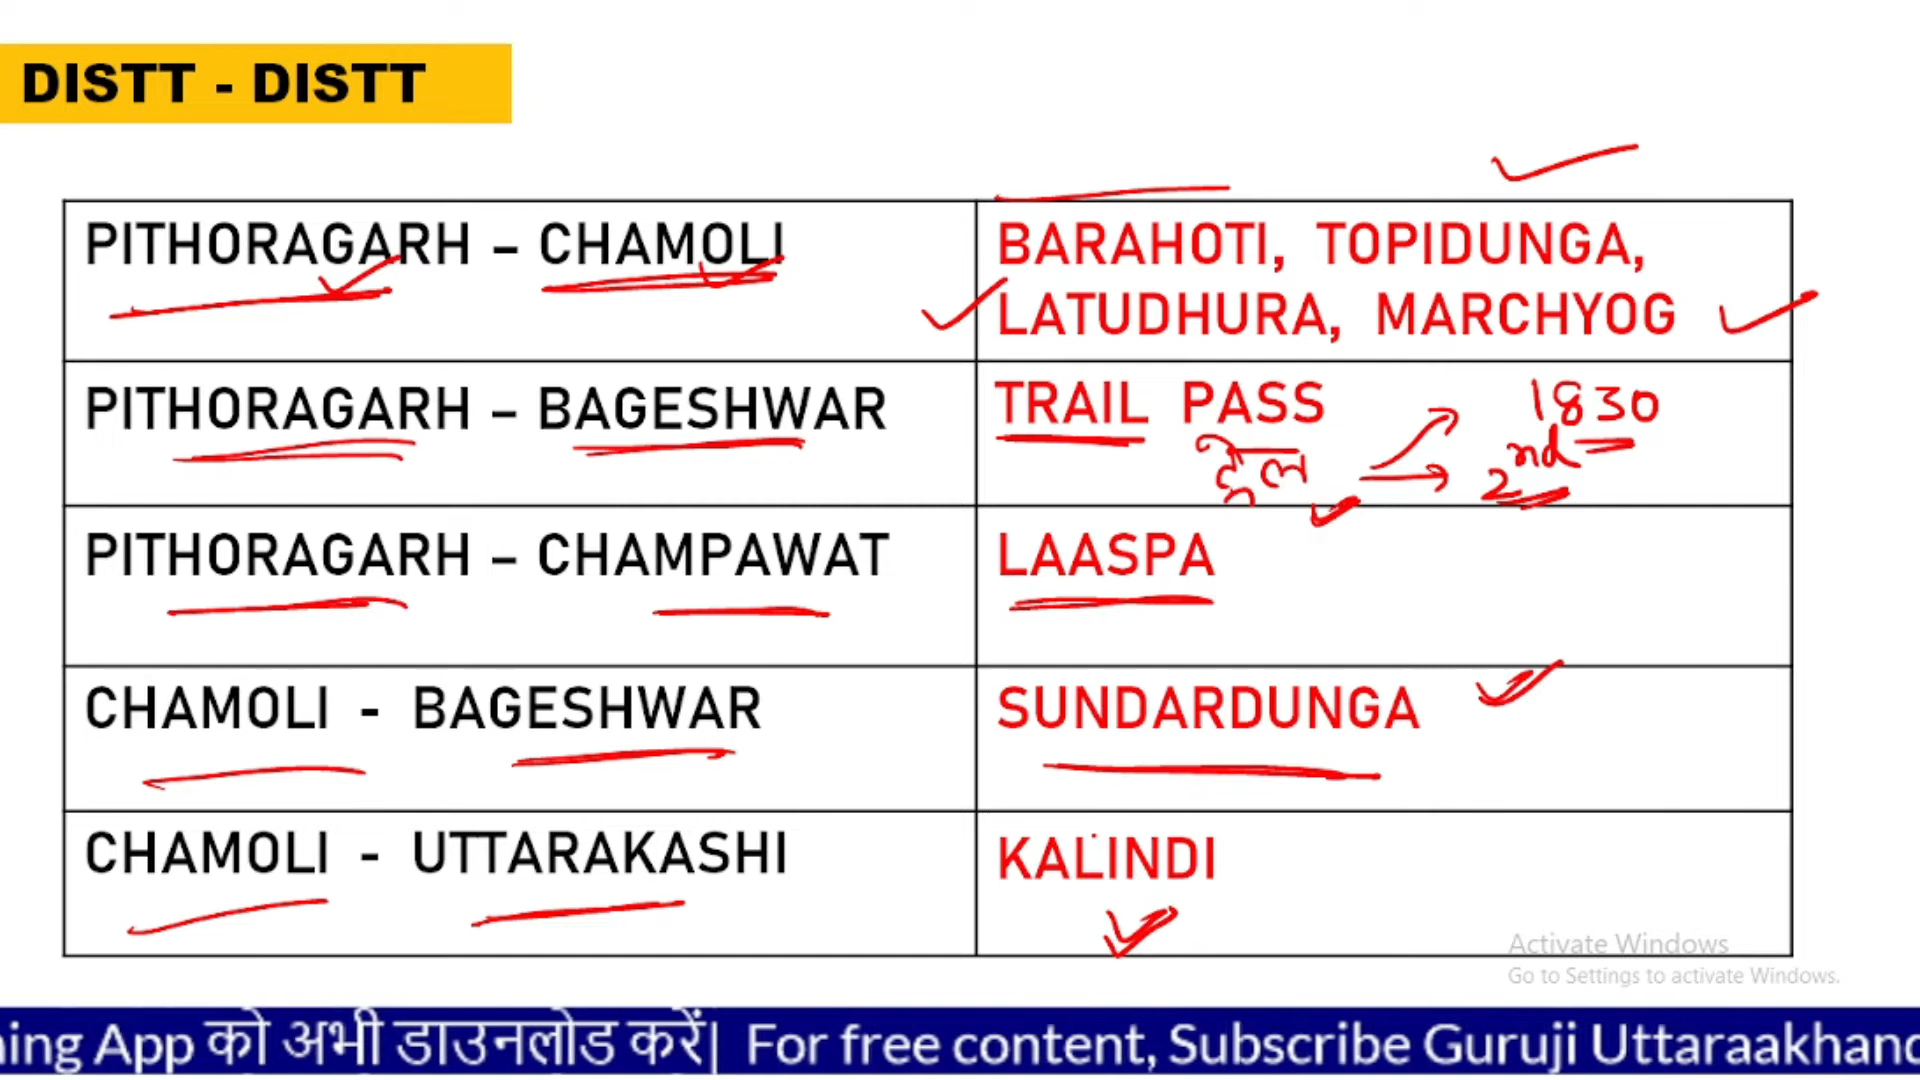 DISTT - DISTT
PITHORAGARH – CHAMOLI
BARAHOTI, TOPIDUNGA,
LATUDHURA, MARCHYOG
PITHORAGARH – BAGESHWAR
TRAIL PASS
1830
2nd
PITHORAGARH – CHAMPAWAT
LAASPA
CHAMOLI - BAGESHWAR
SUNDARDUNGA
CHAMOLI - UTTARAKASHI
KALINDI
Activate Windows
Go to Settings to activate Windows.
ning App को अभी डाउनलोड करें| For free content, Subscribe Guruji Uttaraakhand